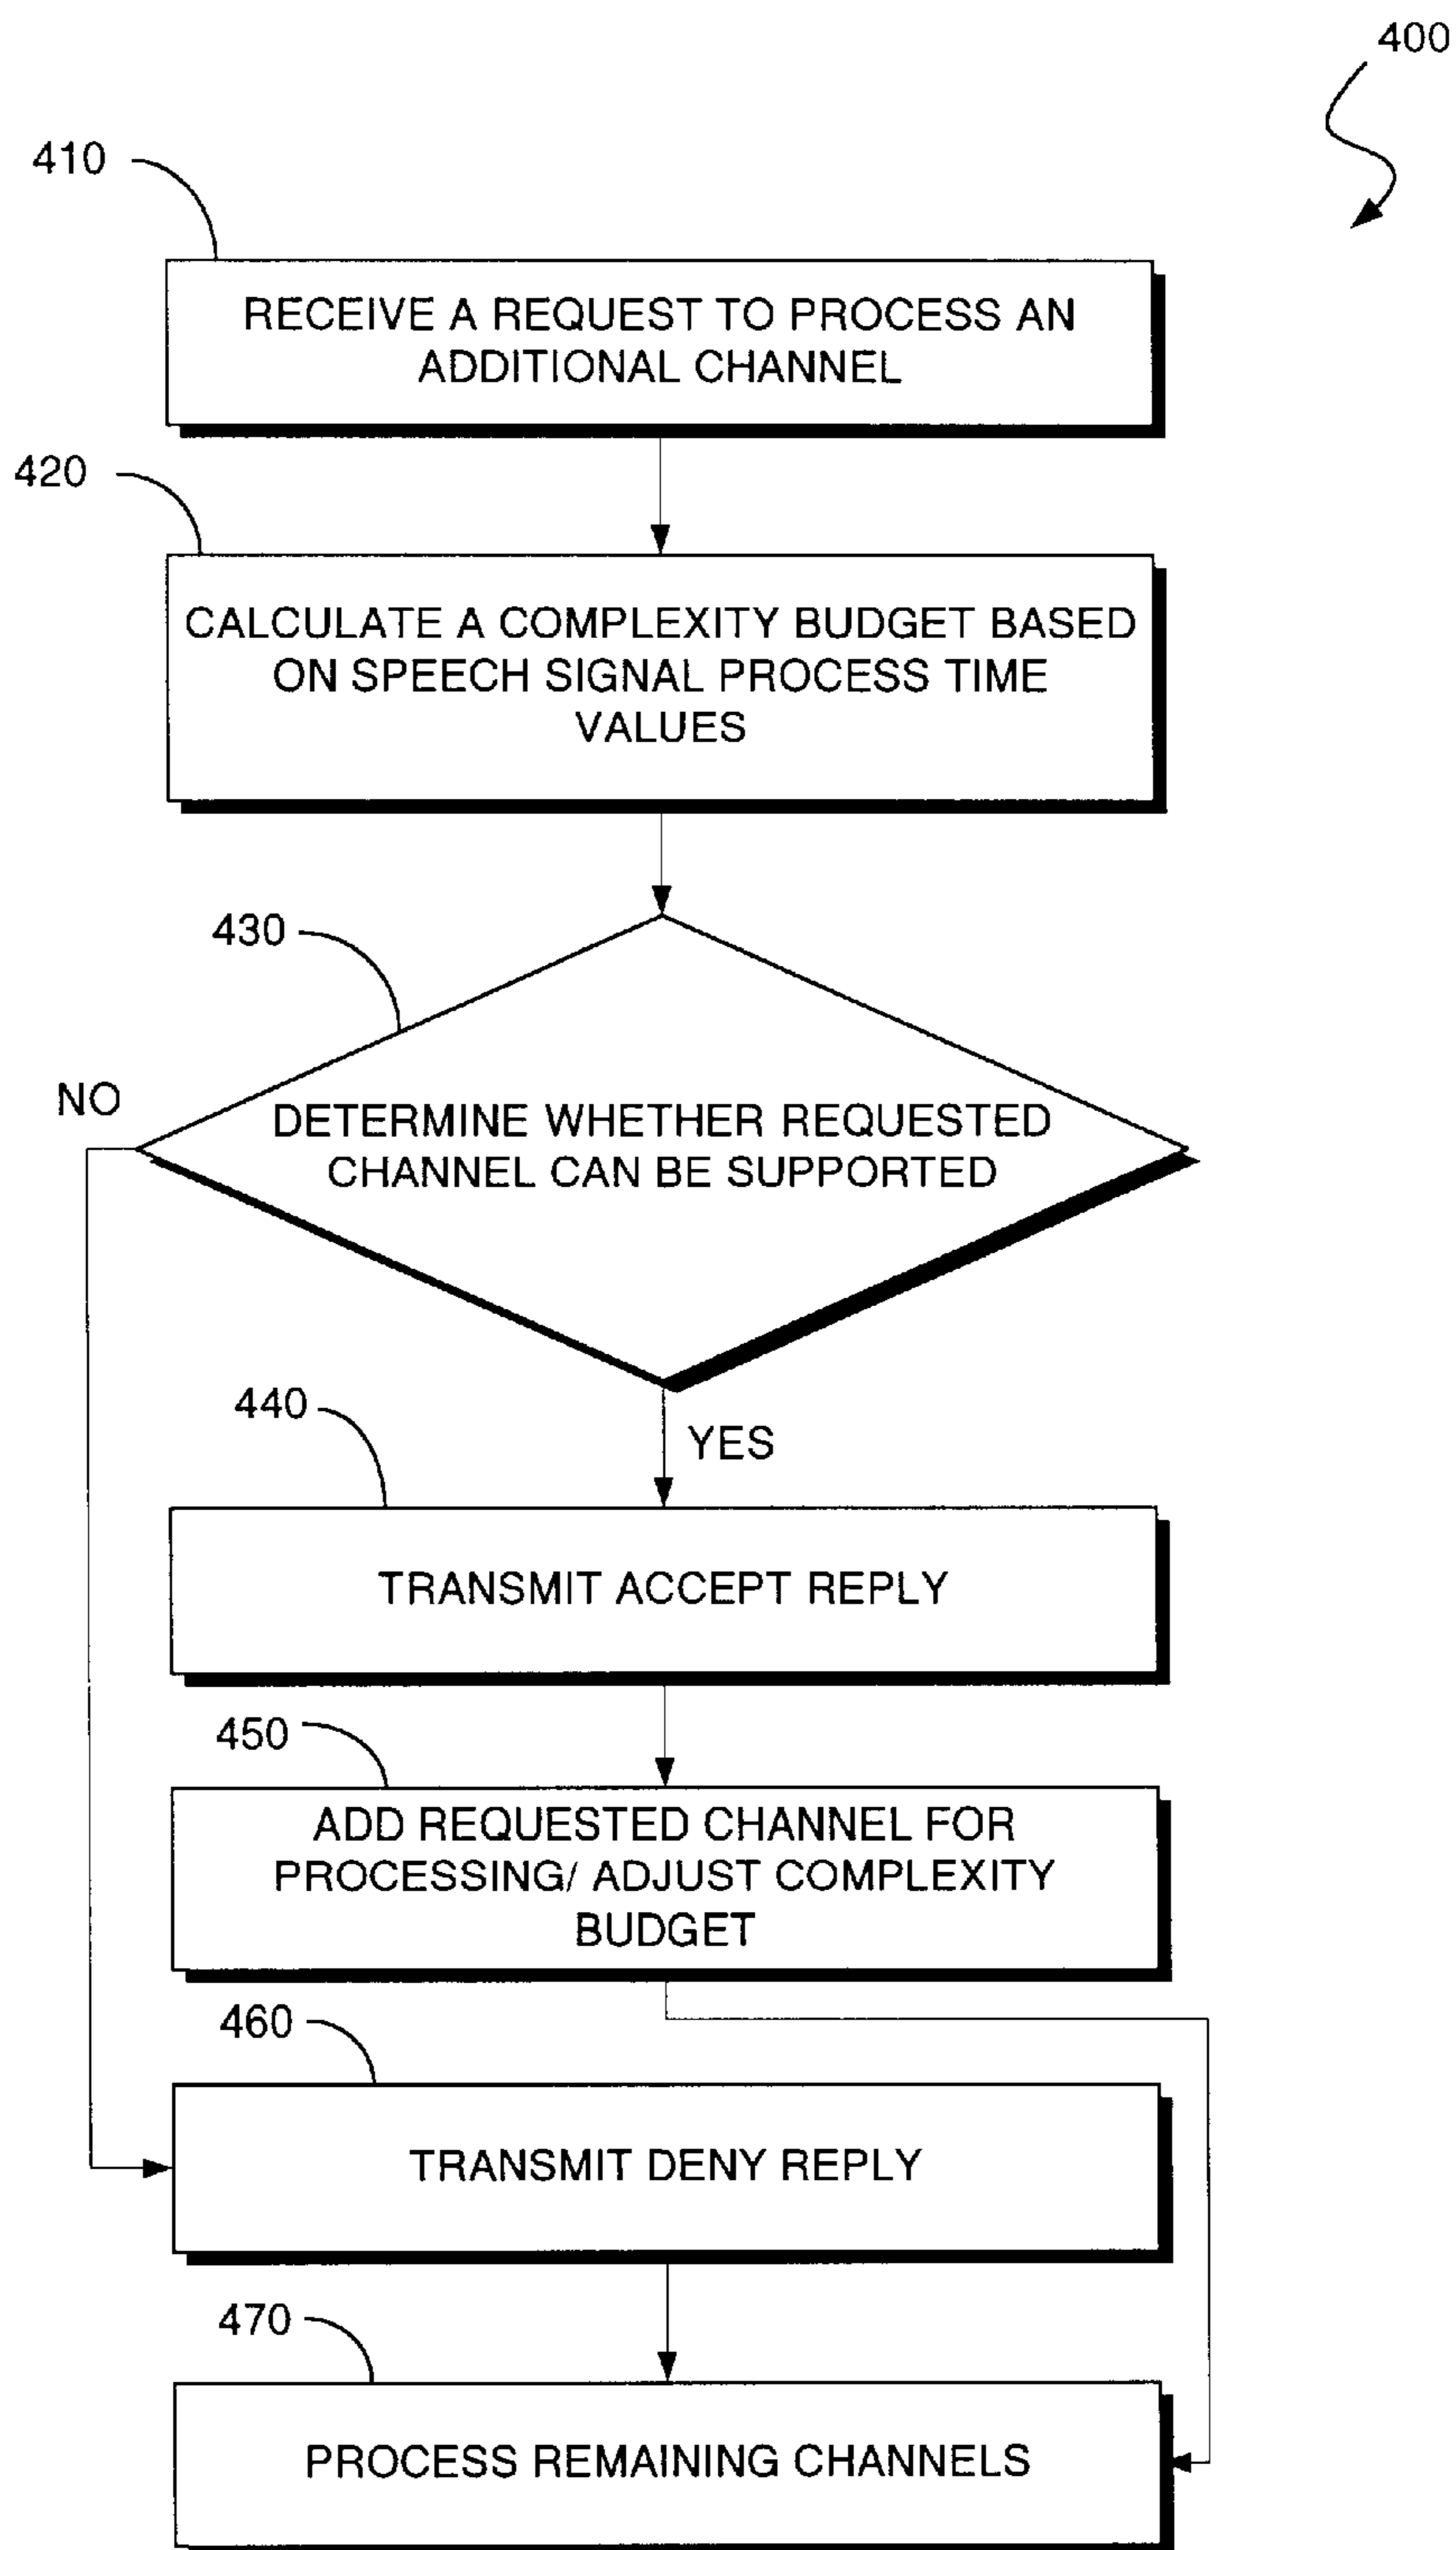 400
410
RECEIVE A REQUEST TO PROCESS AN
ADDITIONAL CHANNEL
420
CALCULATE A COMPLEXITY BUDGET BASED
ON SPEECH SIGNAL PROCESS TIME
VALUES
430
NO
DETERMINE WHETHER REQUESTED
CHANNEL CAN BE SUPPORTED
440
YES
TRANSMIT ACCEPT REPLY
450
ADD REQUESTED CHANNEL FOR
PROCESSING/ ADJUST COMPLEXITY
BUDGET
460
TRANSMIT DENY REPLY
470
PROCESS REMAINING CHANNELS